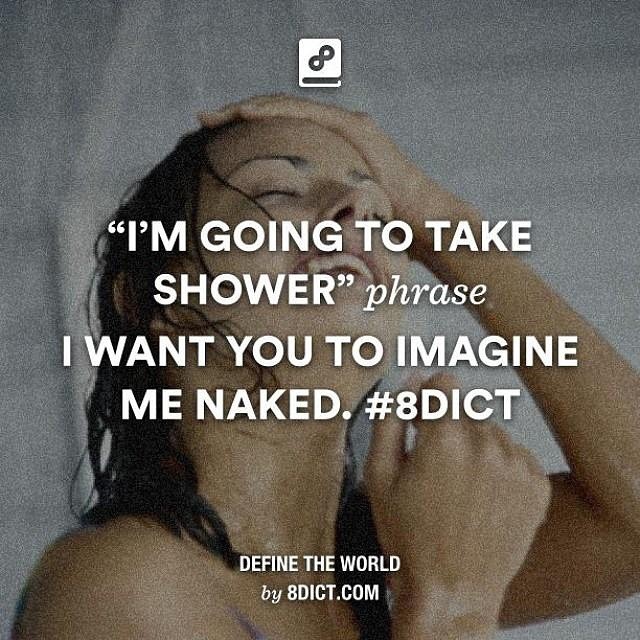 “I’M GOING TO TAKE
SHOWER” phrase
I WANT YOU TO IMAGINE
ME NAKED. #8DICT
DEFINE THE WORLD
by 8DICT.COM